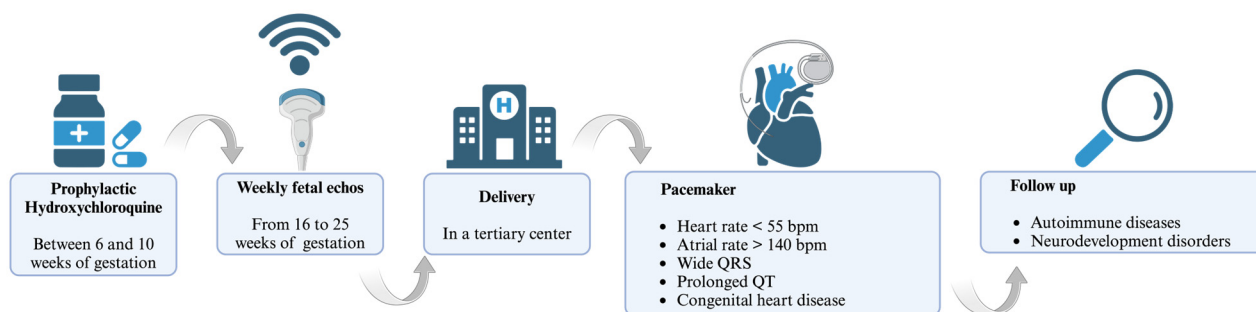 H
Prophylactic
Hydroxychloroquine
Between 6 and 10
weeks of gestation
Weekly fetal echos
From 16 to 25
weeks of gestation
Delivery
In a tertiary center
Pacemaker
• Heart rate < 55 bpm
• Atrial rate > 140 bpm
• Wide QRS
• Prolonged QT
• Congenital heart disease
Follow up
• Autoimmune diseases
• Neurodevelopment disorders